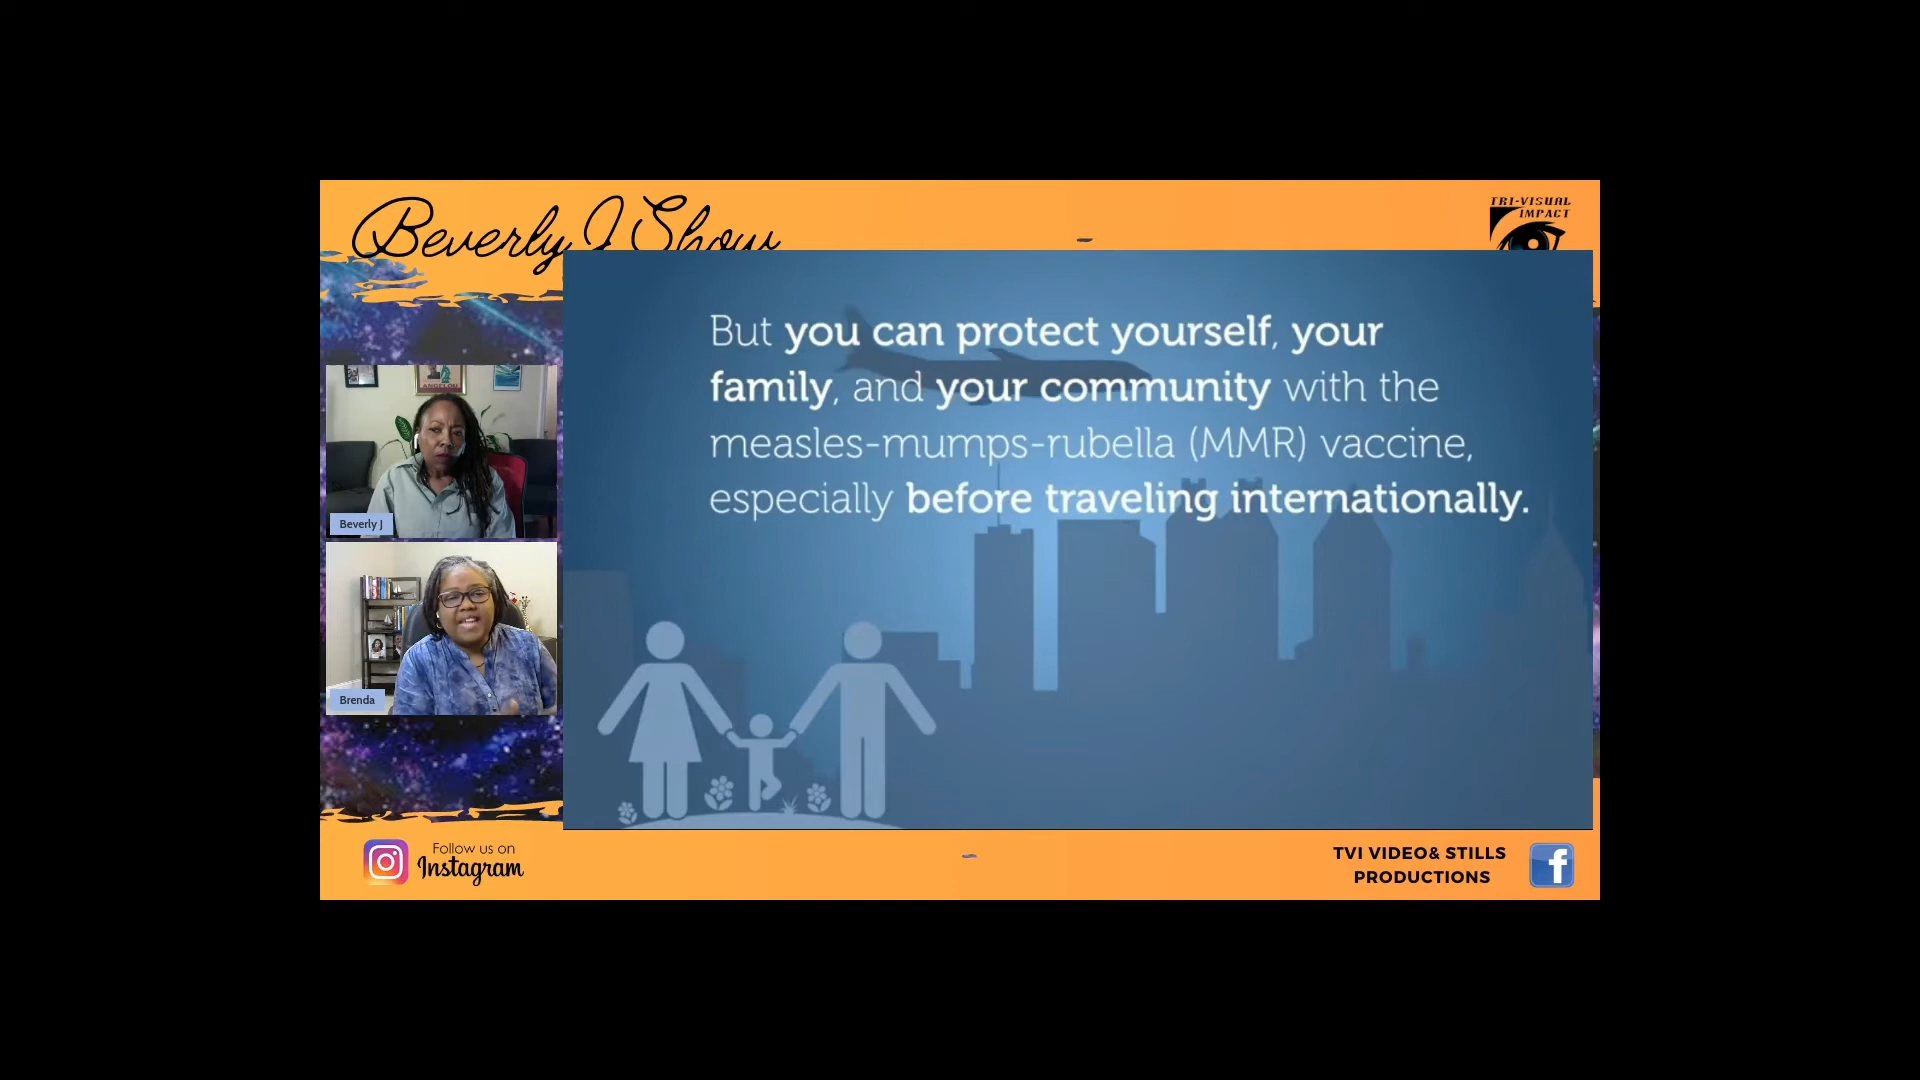 Beverly J Show
TRI-VISUAL
IMPACT
But you can protect yourself, your
family, and your community with the
measles-mumps-rubella (MMR) vaccine,
especially before traveling internationally.
ANGELOU
Beverly J
Brenda
Follow us on
Instagram
TVI VIDEO& STILLS
PRODUCTIONS
f